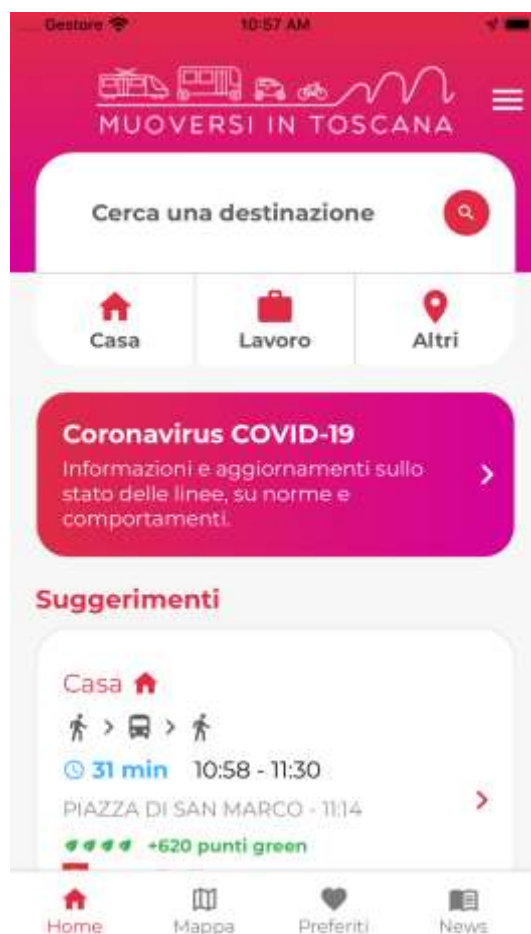 Gestore 10:57 AM
MUOVERSI IN TOSCANA
Cerca una destinazione
Casa Lavoro Altri
Coronavirus COVID-19
Informazioni e aggiornamenti sullo
stato delle linee, su norme e
comportamenti.
Suggerimenti
Casa
31 min 10:58 - 11:30
PIAZZA DI SAN MARCO - 11:14
+620 punti green
Home Mappa Preferiti News